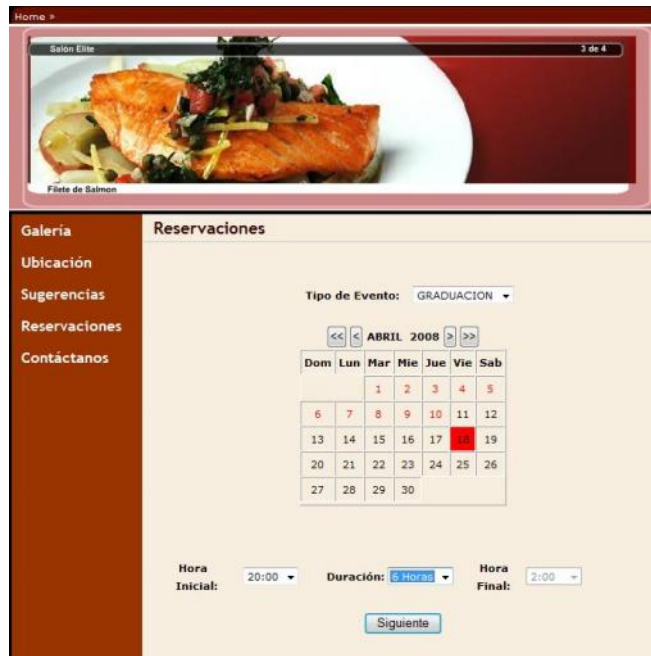 Home »
Salón Elite 3 de 4
Filete de Salmon
Galería
Ubicación
Sugerencias
Reservaciones
Contáctanos
Reservaciones
Tipo de Evento: GRADUACION
<< < ABRIL 2008 > >>
Dom Lun Mar Mie Jue Vie Sab
1 2 3 4 5
6 7 8 9 10 11 12
13 14 15 16 17 18 19
20 21 22 23 24 25 26
27 28 29 30
Hora Inicial: 20:00 Duración: 6 Horas Hora Final: 2:00
Siguiente